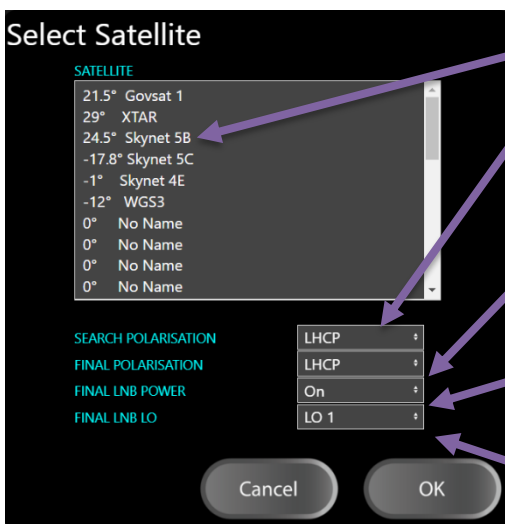 Select Satellite
SATELLITE
21.5° Govsat 1
29° XTAR
24.5° Skynet 5B
-17.8° Skynet 5C
-1° Skynet 4E
-12° WGS3
0° No Name
0° No Name
0° No Name
0° No Name
SEARCH POLARISATION LHCP
FINAL POLARISATION LHCP
FINAL LNB POWER On
FINAL LNB LO LO 1
Cancel OK